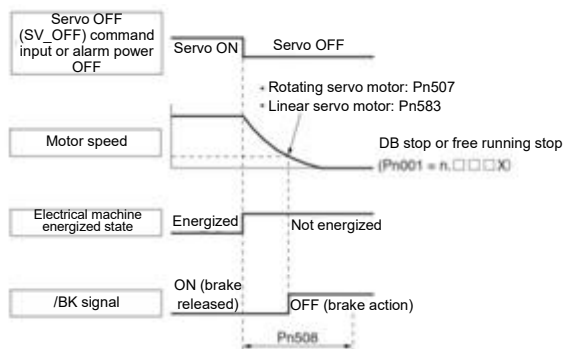 Servo OFF
(SV_OFF) command
input or alarm power
OFF
Servo ON
Servo OFF
• Rotating servo motor: Pn507
• Linear servo motor: Pn583
Motor speed
DB stop or free running stop
(Pn001 = n.□□□X)
Electrical machine
energized state
Energized
Not energized
ON (brake
released)
/BK signal
OFF (brake action)
Pn508